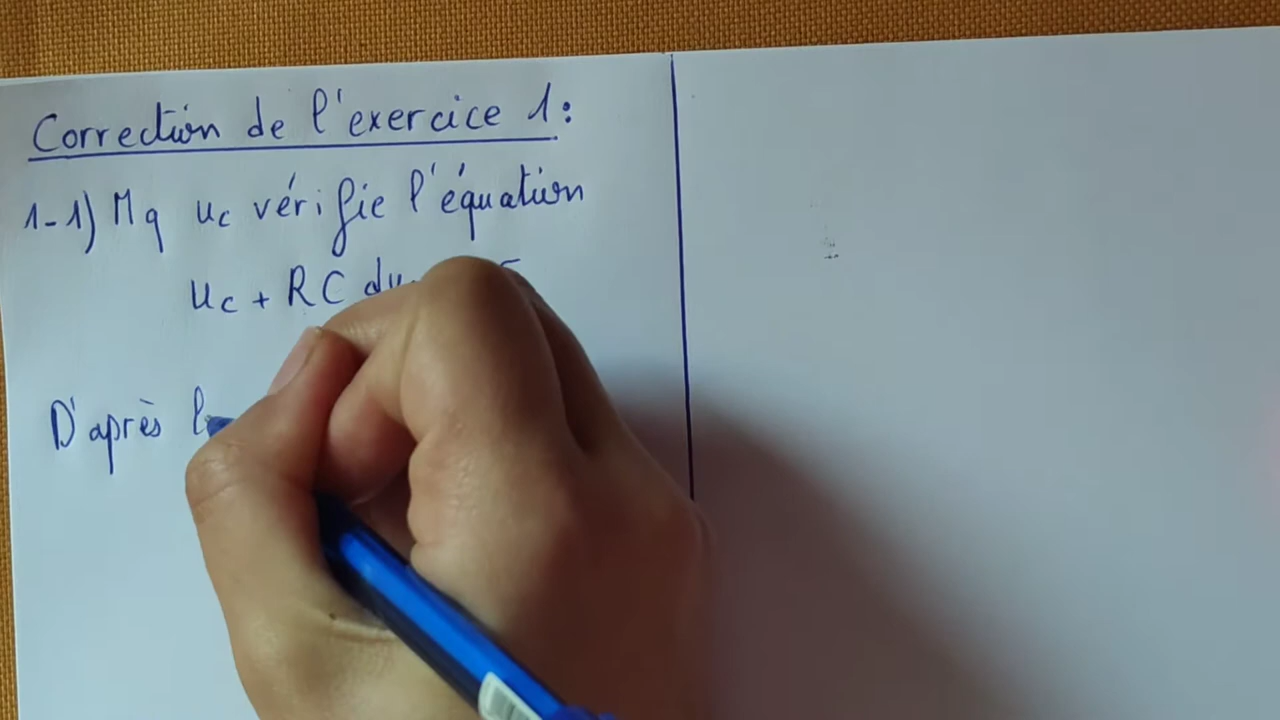 Correction de l'exercice 1:
1-1) Mq uc vérifie l'équation
uc + RC
D'après